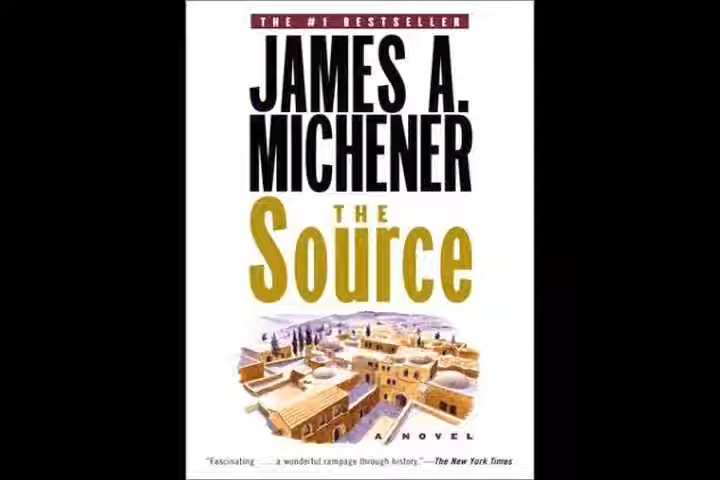 THE #1 BESTSELLER
JAMES A.
MICHENER
THE
Source
A NOVEL
"Fascinating . . . . a wonderful rampage through history."—The New York Times